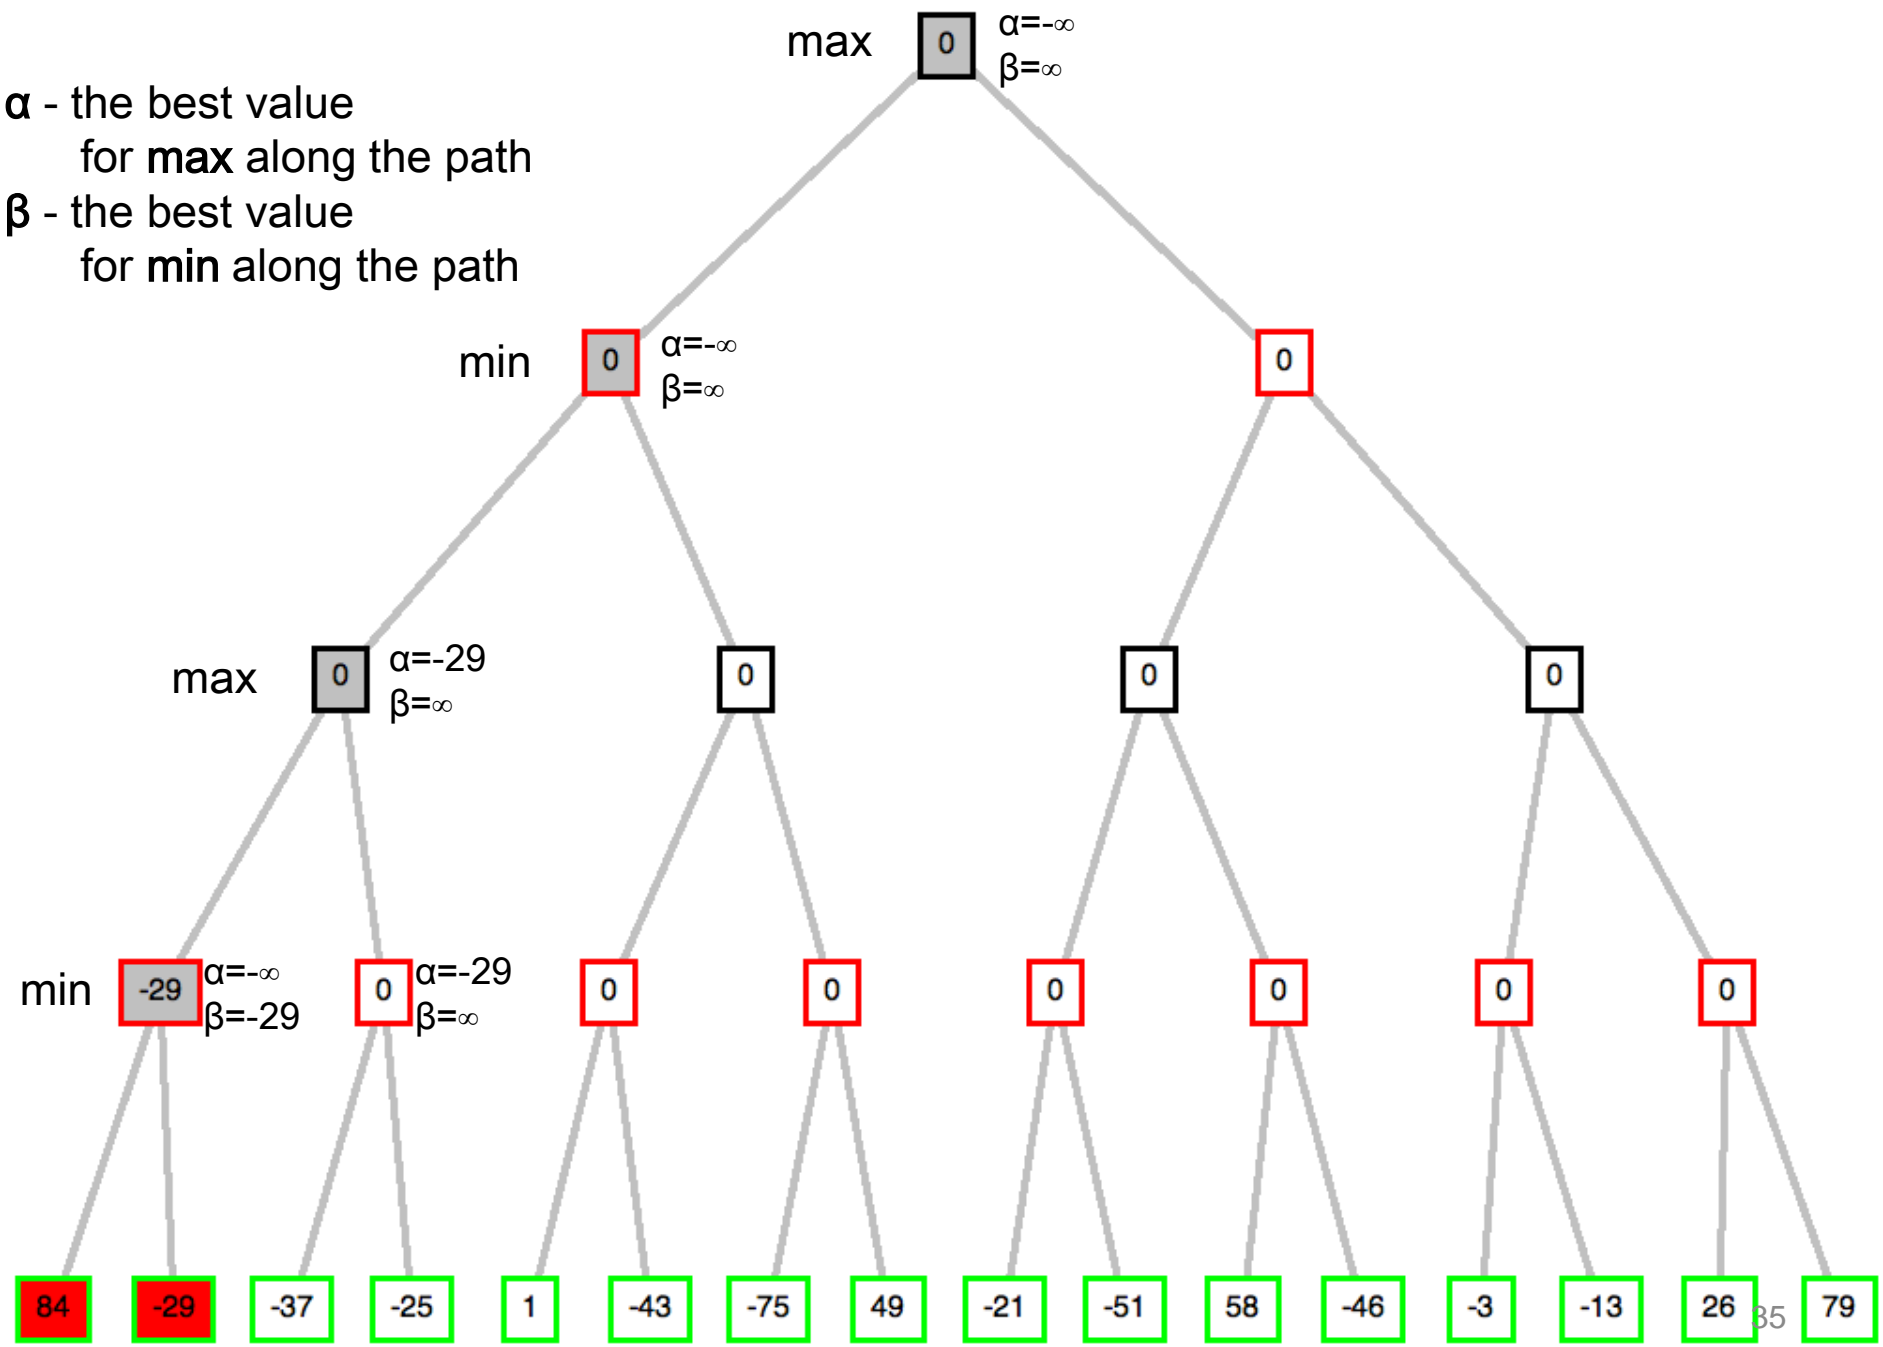 max 0 α=-∞
β=∞
α - the best value
for max along the path
β - the best value
for min along the path
min 0 α=-∞ 0
β=∞
max 0 α=-29 0 0 0
β=∞
min -29 α=-∞ 0 α=-29 0 0 0 0 0 0
β=-29 β=∞
84 -29 -37 -25 1 -43 -75 49 -21 -51 58 -46 -3 -13 26 35 79